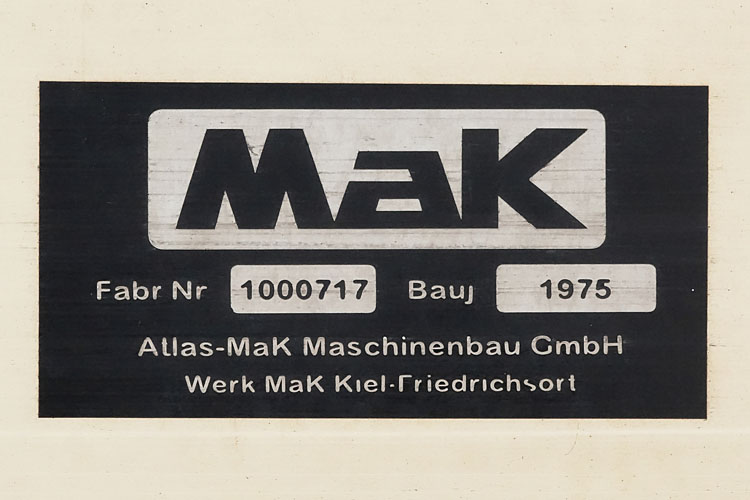 MaK
Fabr Nr 1000717 Bauj 1975
Atlas-MaK Maschinenbau GmbH
Werk MaK Kiel-Friedrichsort